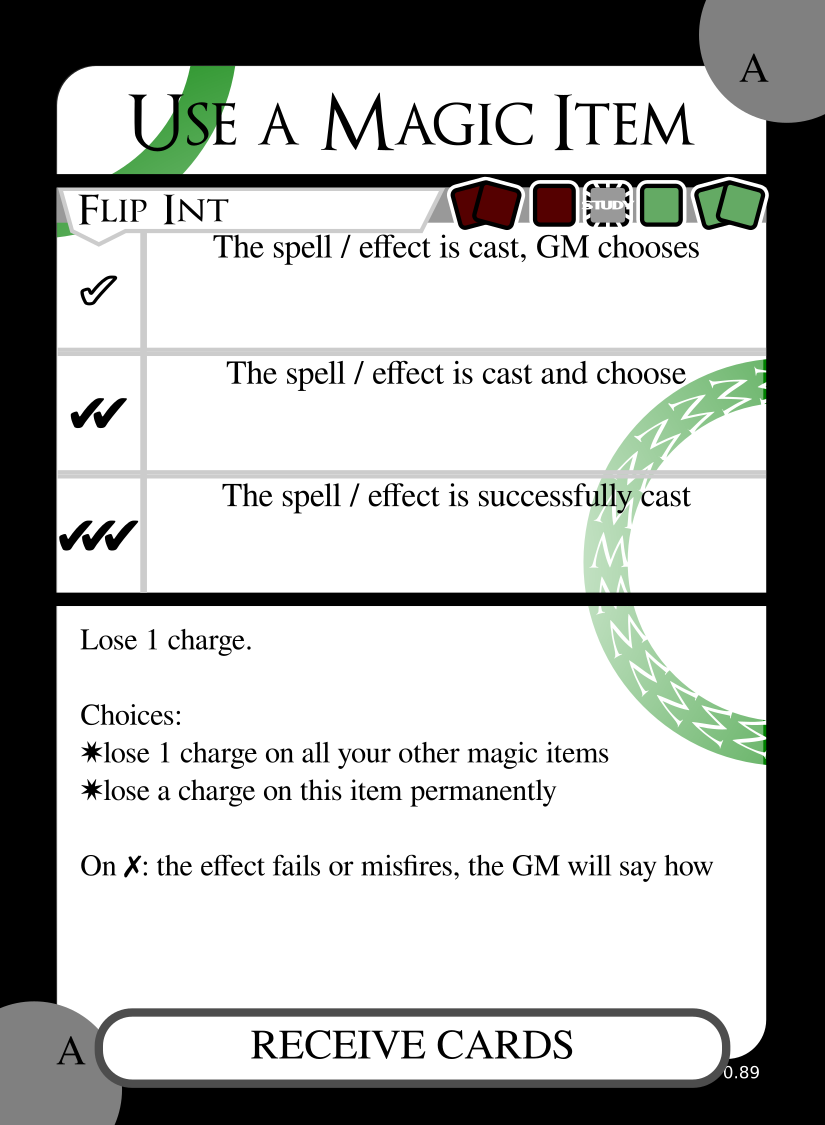 A
Use a Magic Item
Flip Int
STUDY
The spell / effect is cast, GM chooses
✓
The spell / effect is cast and choose
✔✔
The spell / effect is successfully cast
✔✔✔
Lose 1 charge.
Choices:
✷lose 1 charge on all your other magic items
✷lose a charge on this item permanently
On ✗: the effect fails or misfires, the GM will say how
A
RECEIVE CARDS
0.89
M M M M M M M M M M M M M